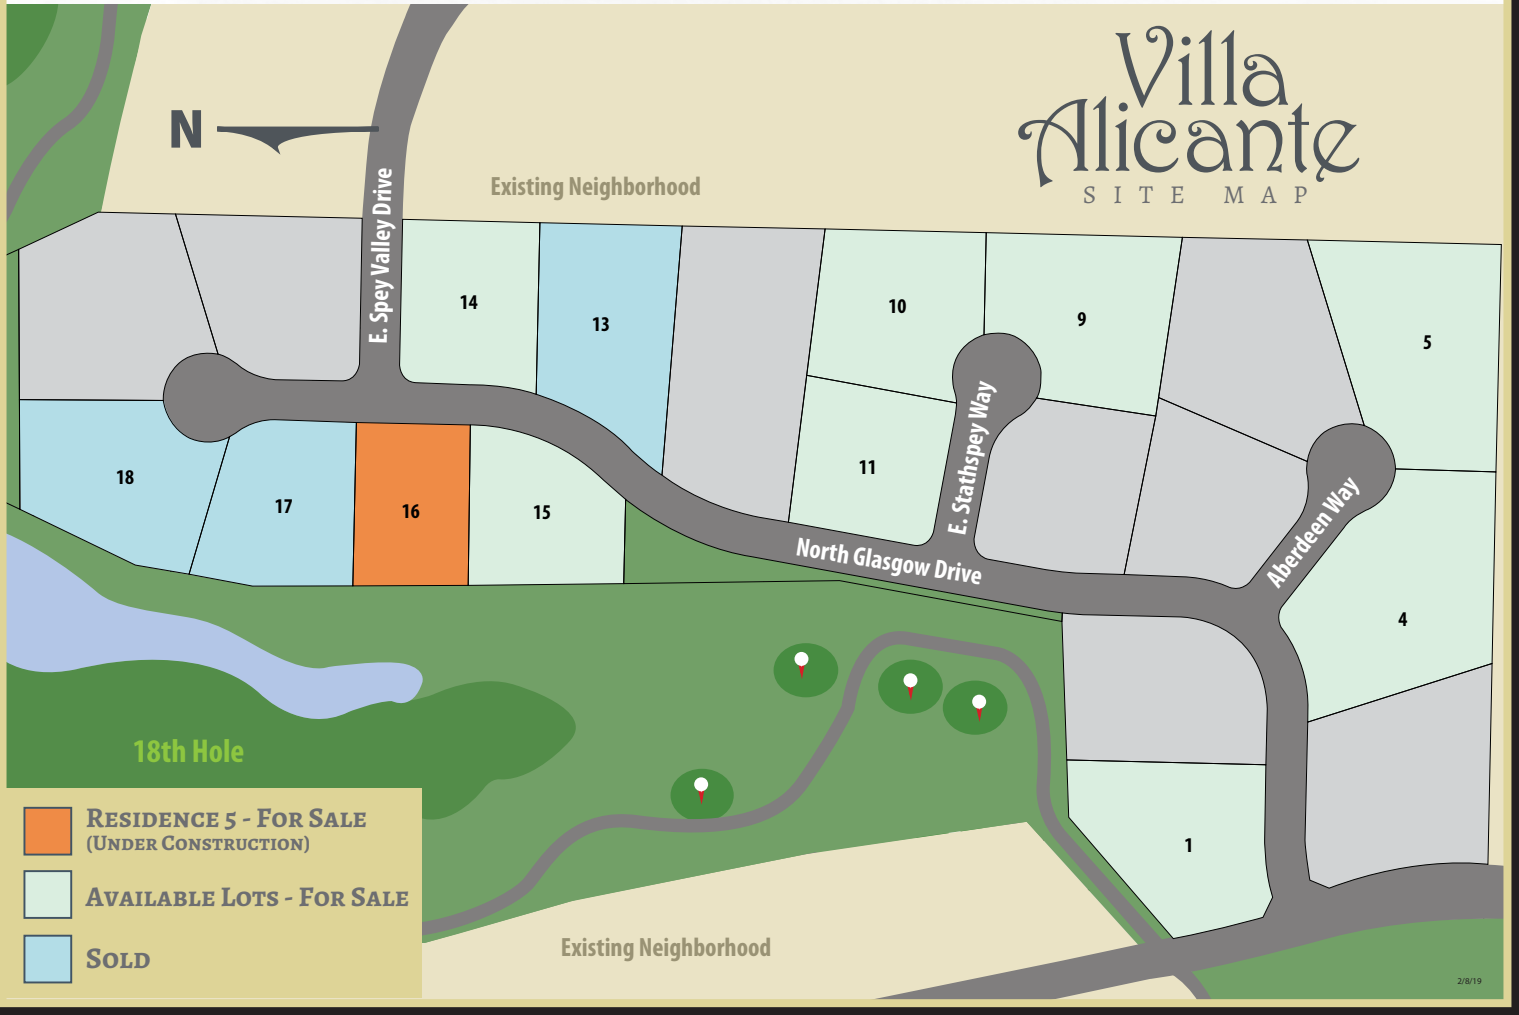 Villa
Alicante
SITE MAP
N
Existing Neighborhood
E. Spey Valley Drive
14
13
10
9
5
11
E. Stathspey Way
18
17
16
15
Aberdeen Way
North Glasgow Drive
4
18th Hole
1
Residence 5 - For Sale
(Under Construction)
Available Lots - For Sale
Sold
Existing Neighborhood
2/8/19